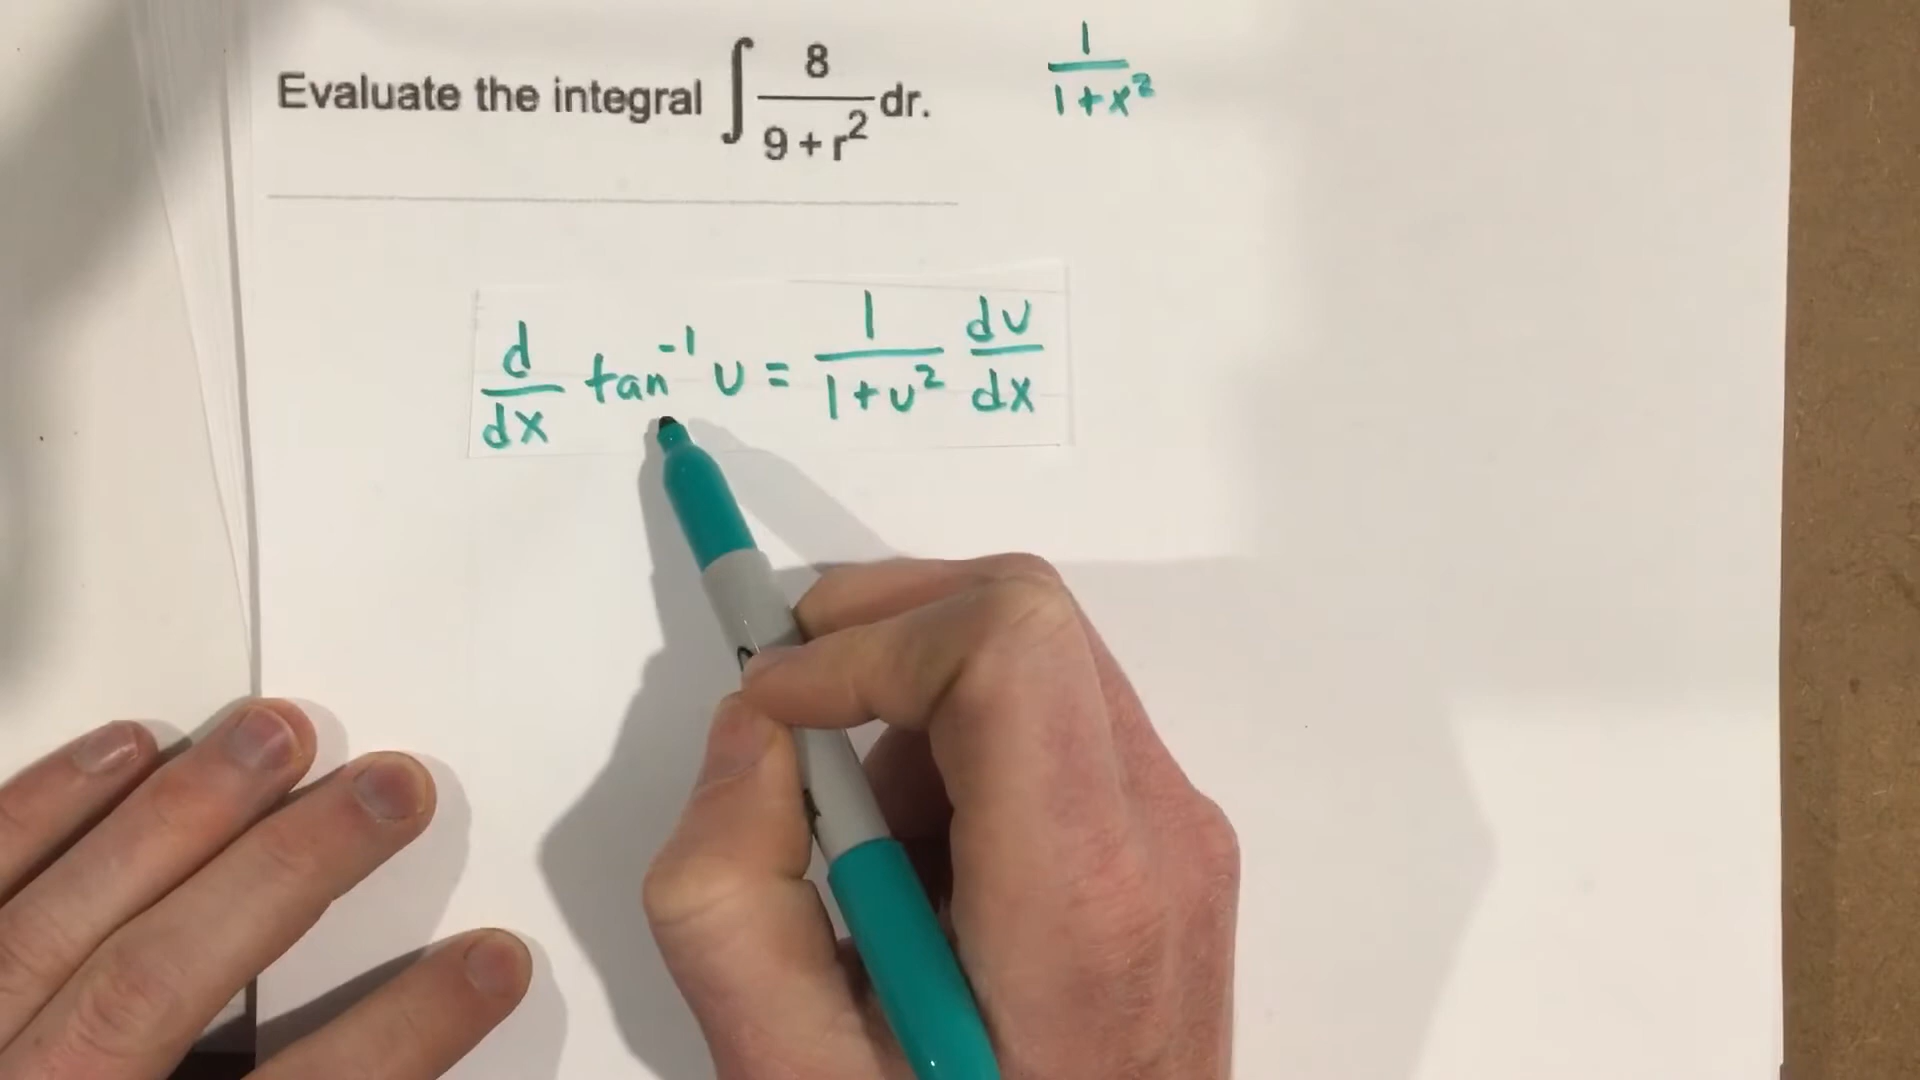 Evaluate the integral ∫ 8/(9 + r²) dr.
1/(1+x²)
d/dx tan⁻¹ u = 1/(1+u²) du/dx